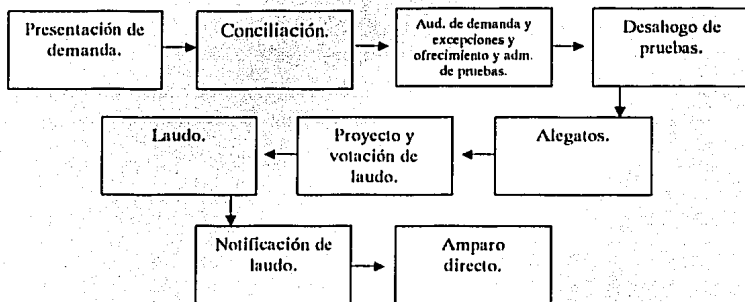 Presentación de
demanda.
Conciliación.
Aud. de demanda y
excepciones y
ofrecimiento y adm.
de pruebas.
Desahogo de
pruebas.
Alegatos.
Proyecto y
votación de
laudo.
Laudo.
Notificación de
laudo.
Amparo
directo.